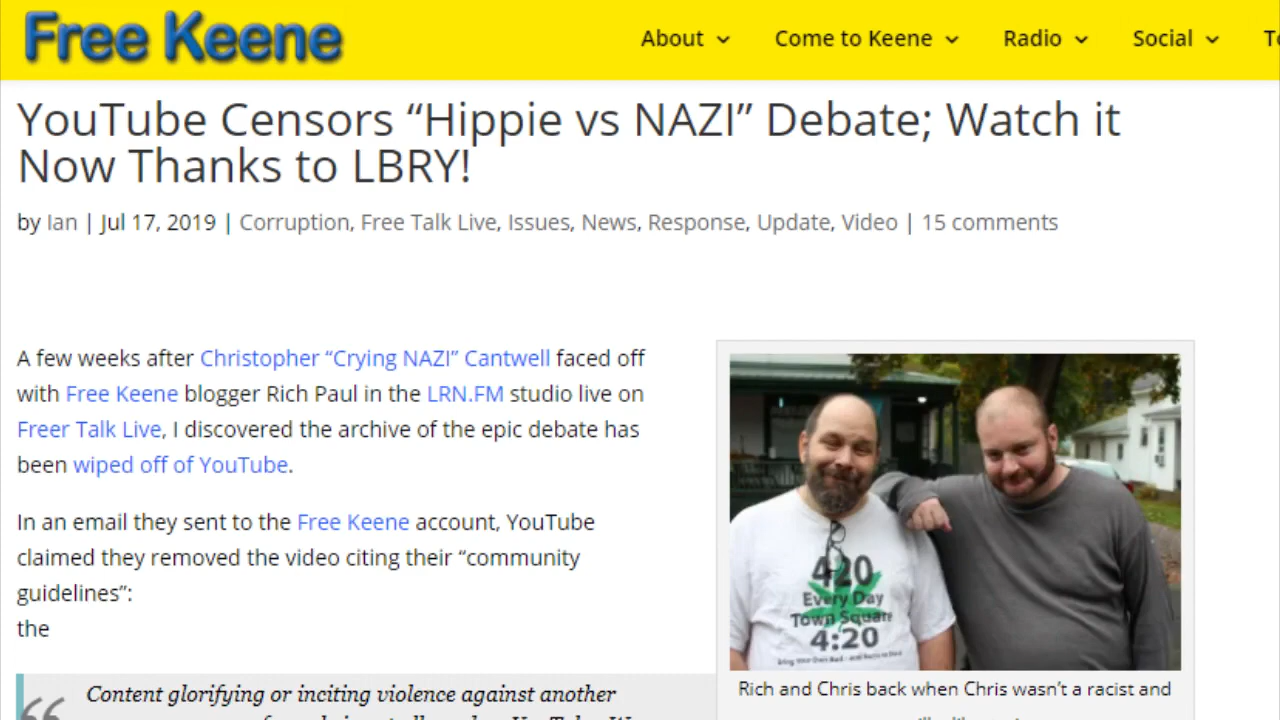 Free Keene
About
Come to Keene
Radio
Social
YouTube Censors “Hippie vs NAZI” Debate; Watch it
Now Thanks to LBRY!
by Ian | Jul 17, 2019 | Corruption, Free Talk Live, Issues, News, Response, Update, Video | 15 comments
A few weeks after Christopher “Crying NAZI” Cantwell faced off
with Free Keene blogger Rich Paul in the LRN.FM studio live on
Freer Talk Live, I discovered the archive of the epic debate has
been wiped off of YouTube.
In an email they sent to the Free Keene account, YouTube
claimed they removed the video citing their “community
guidelines”:
the
Content glorifying or inciting violence against another
420
Every Day
Town Square
4:20
Rich and Chris back when Chris wasn’t a racist and